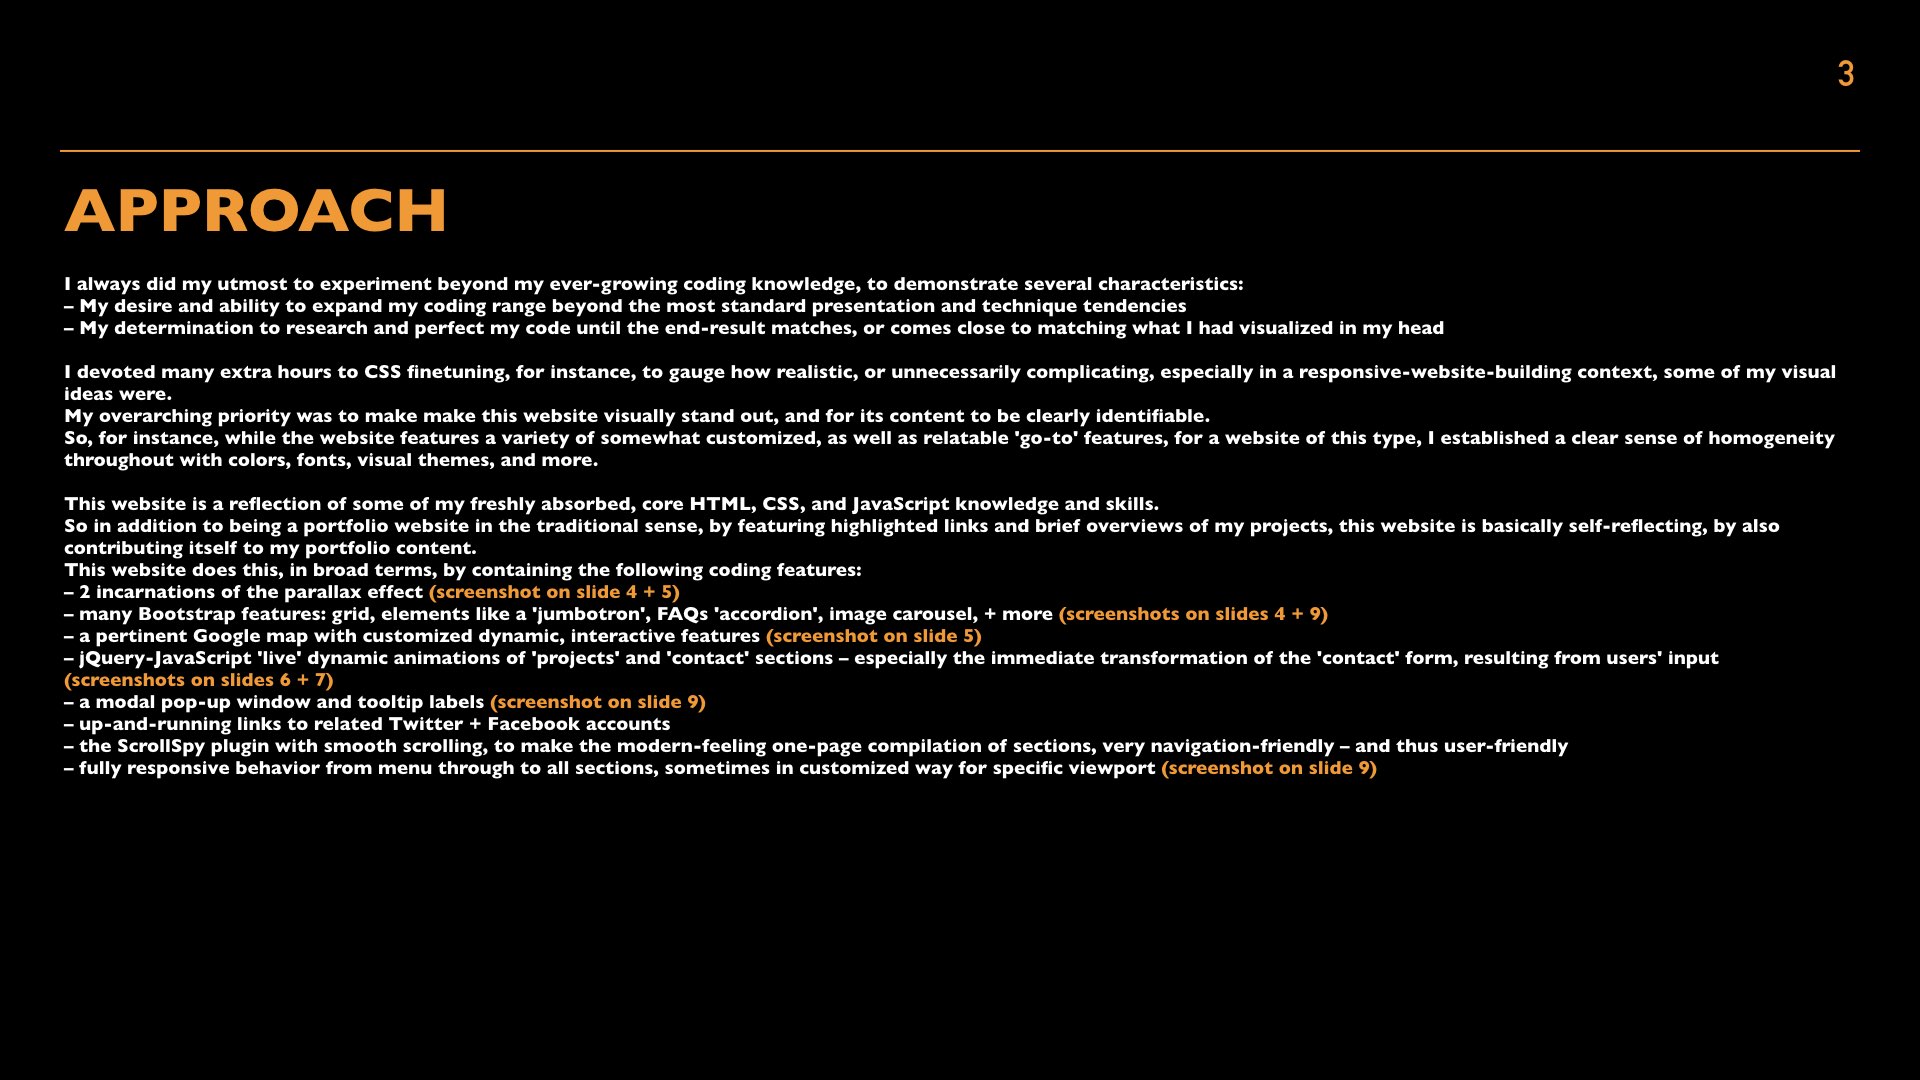 3
APPROACH
I always did my utmost to experiment beyond my ever-growing coding knowledge, to demonstrate several characteristics:
– My desire and ability to expand my coding range beyond the most standard presentation and technique tendencies
– My determination to research and perfect my code until the end-result matches, or comes close to matching what I had visualized in my head
I devoted many extra hours to CSS finetuning, for instance, to gauge how realistic, or unnecessarily complicating, especially in a responsive-website-building context, some of my visual
ideas were.
My overarching priority was to make make this website visually stand out, and for its content to be clearly identifiable.
So, for instance, while the website features a variety of somewhat customized, as well as relatable 'go-to' features, for a website of this type, I established a clear sense of homogeneity
throughout with colors, fonts, visual themes, and more.
This website is a reflection of some of my freshly absorbed, core HTML, CSS, and JavaScript knowledge and skills.
So in addition to being a portfolio website in the traditional sense, by featuring highlighted links and brief overviews of my projects, this website is basically self-reflecting, by also
contributing itself to my portfolio content.
This website does this, in broad terms, by containing the following coding features:
– 2 incarnations of the parallax effect (screenshot on slide 4 + 5)
– many Bootstrap features: grid, elements like a 'jumbotron', FAQs 'accordion', image carousel, + more (screenshots on slides 4 + 9)
– a pertinent Google map with customized dynamic, interactive features (screenshot on slide 5)
– jQuery-JavaScript 'live' dynamic animations of 'projects' and 'contact' sections – especially the immediate transformation of the 'contact' form, resulting from users' input
(screenshots on slides 6 + 7)
– a modal pop-up window and tooltip labels (screenshot on slide 9)
– up-and-running links to related Twitter + Facebook accounts
– the ScrollSpy plugin with smooth scrolling, to make the modern-feeling one-page compilation of sections, very navigation-friendly – and thus user-friendly
– fully responsive behavior from menu through to all sections, sometimes in customized way for specific viewport (screenshot on slide 9)